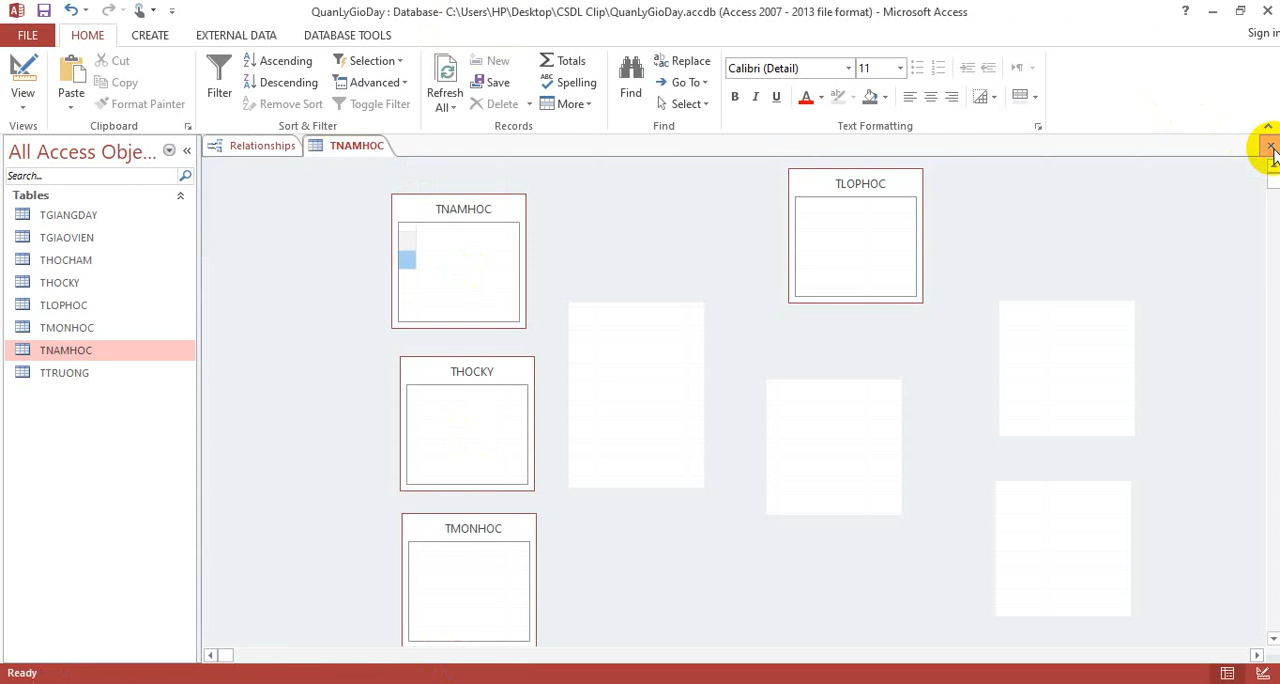 QuanLyGioDay : Database- C:\Users\HP\Desktop\CSDL Clip\QuanLyGioDay.accdb (Access 2007 - 2013 file format) - Microsoft Access
FILE HOME CREATE EXTERNAL DATA DATABASE TOOLS
Sign in
View
Views
Paste
Cut
Copy
Format Painter
Clipboard
Filter
Ascending
Descending
Remove Sort
Selection
Advanced
Toggle Filter
Sort & Filter
Refresh All
New
Save
Delete
Totals
Spelling
More
Records
Find
Replace
Go To
Select
Find
Calibri (Detail) 11
B I U A
Text Formatting
All Access Obje...
Search...
Tables
TGIANGDAY
TGIAOVIEN
THOCHAM
THOCKY
TLOPHOC
TMONHOC
TNAMHOC
TTRUONG
Relationships
TNAMHOC
TNAMHOC
TLOPHOC
THOCKY
TMONHOC
Ready